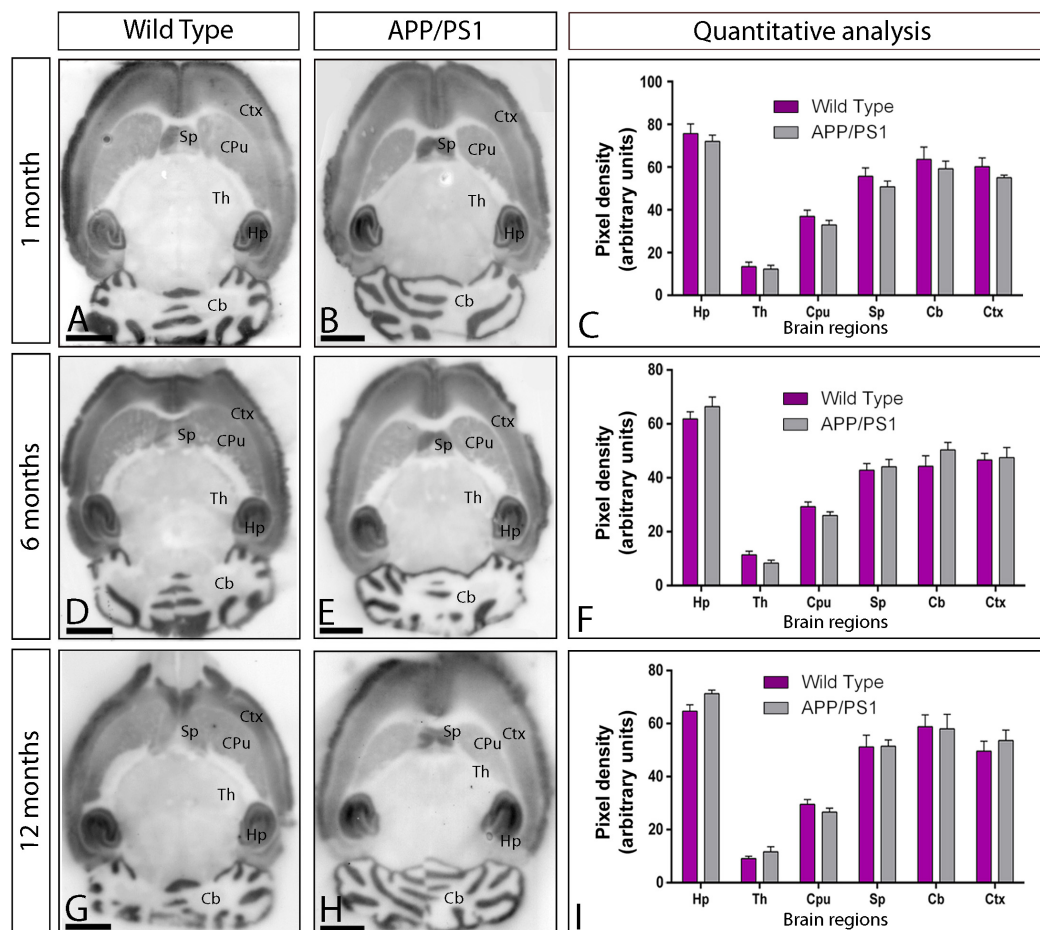 Wild Type
APP/PS1
Quantitative analysis
1 month
Ctx
Sp
CPu
Th
Hp
Cb
A
Ctx
Sp
CPu
Th
Hp
Cb
B
100
80
60
40
20
0
Pixel density
(arbitrary units)
Wild Type
APP/PS1
Hp Th Cpu Sp Cb Ctx
Brain regions
C
6 months
Ctx
Sp
CPu
Th
Hp
Cb
D
Ctx
Sp
CPu
Th
Hp
Cb
E
80
60
40
20
0
Pixel density
(arbitrary units)
Wild Type
APP/PS1
Hp Th Cpu Sp Cb Ctx
Brain regions
F
12 months
Ctx
Sp
CPu
Th
Hp
Cb
G
Sp
CPu
Ctx
Th
Hp
Cb
H
80
60
40
20
0
Pixel density
(arbitrary units)
Wild Type
APP/PS1
Hp Th Cpu Sp Cb Ctx
Brain regions
I